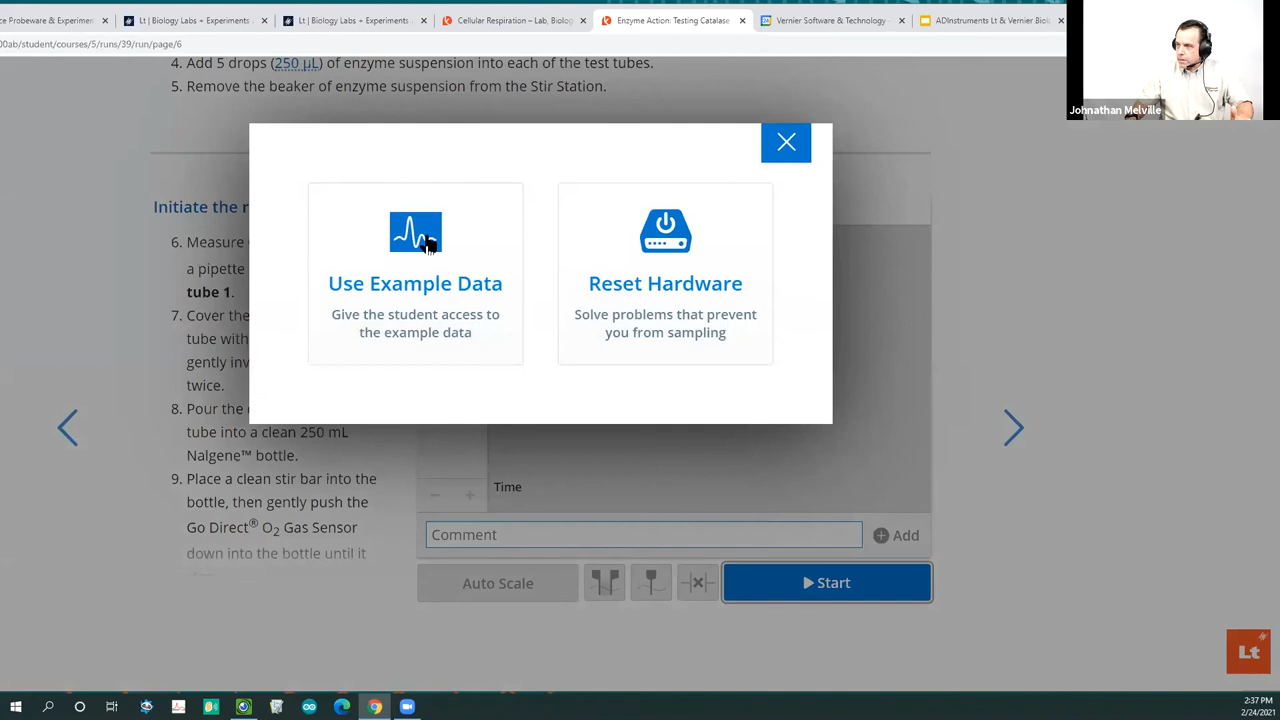 ce Probeware & Experimen
Lt | Biology Labs + Experiments
Lt | Biology Labs + Experiments
Cellular Respiration – Lab, Biolog
Enzyme Action: Testing Catalase
Vernier Software & Technology -
ADInstruments Lt & Vernier Biol
00ab/student/courses/5/runs/39/run/page/6
Johnathan Melville
4. Add 5 drops (250 µL) of enzyme suspension into each of the test tubes.
5. Remove the beaker of enzyme suspension from the Stir Station.
Initiate the r
6. Measure
a pipette
tube 1.
7. Cover the
tube with
gently inv
twice.
8. Pour the
tube into a clean 250 mL
Nalgene™ bottle.
9. Place a clean stir bar into the
bottle, then gently push the
Go Direct® O2 Gas Sensor
down into the bottle until it
Use Example Data
Give the student access to
the example data
Reset Hardware
Solve problems that prevent
you from sampling
Time
Comment
Add
Auto Scale
Start
Lt
2:37 PM
2/24/2021